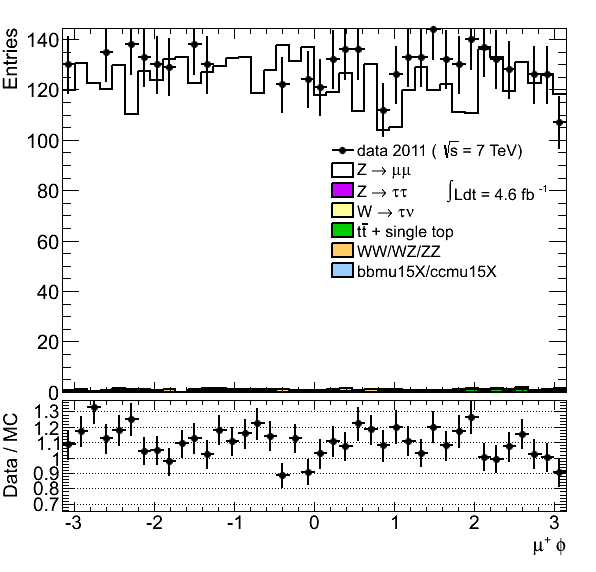 Entries
140
120
100
80
60
40
20
0
data 2011 ( √s = 7 TeV)
Z → μμ
Z → ττ
∫Ldt = 4.6 fb⁻¹
W → τν
tt̅ + single top
WW/WZ/ZZ
bbmu15X/ccmu15X
Data / MC
1.3
1.2
1.1
1
0.9
0.8
0.7
-3 -2 -1 0 1 2 3
μ⁺ ϕ